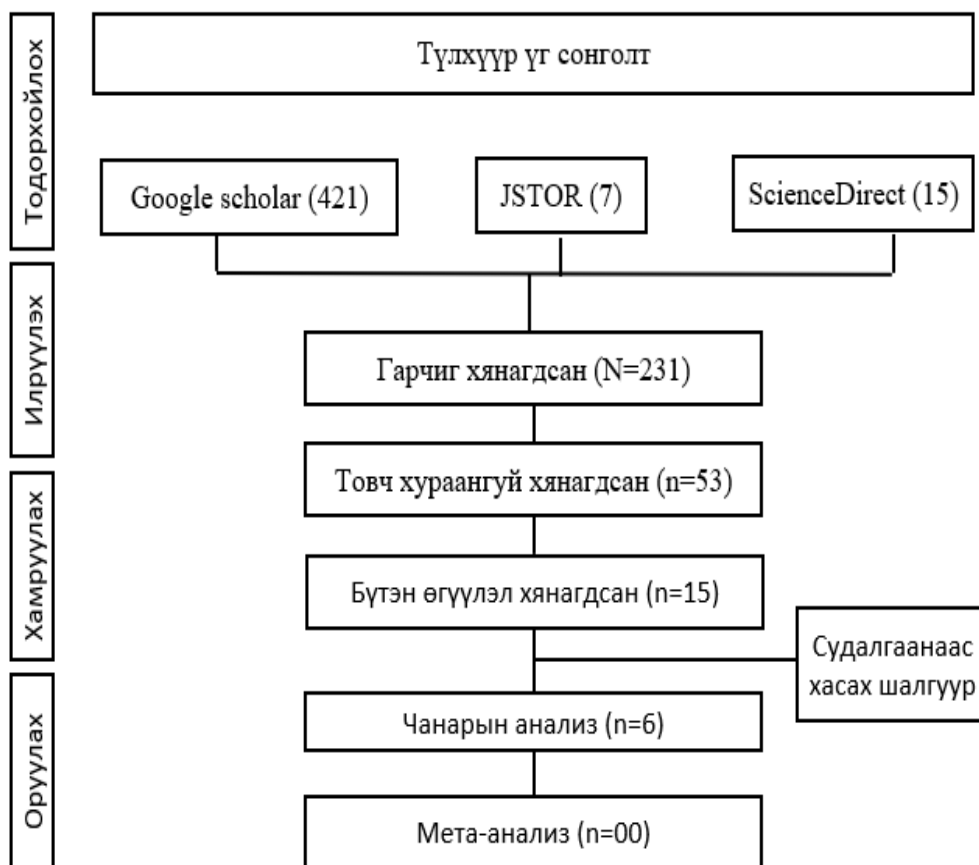 Тодорхойлох
Түлхүүр үг сонголт
Google scholar (421)
JSTOR (7)
ScienceDirect (15)
Илрүүлэх
Гарчиг хянагдсан (N=231)
Товч хураангуй хянагдсан (n=53)
Хамруулах
Бүтэн өгүүлэл хянагдсан (n=15)
Судалгаанаас
хасах шалгуур
Оруулах
Чанарын анализ (n=6)
Мета-анализ (n=00)